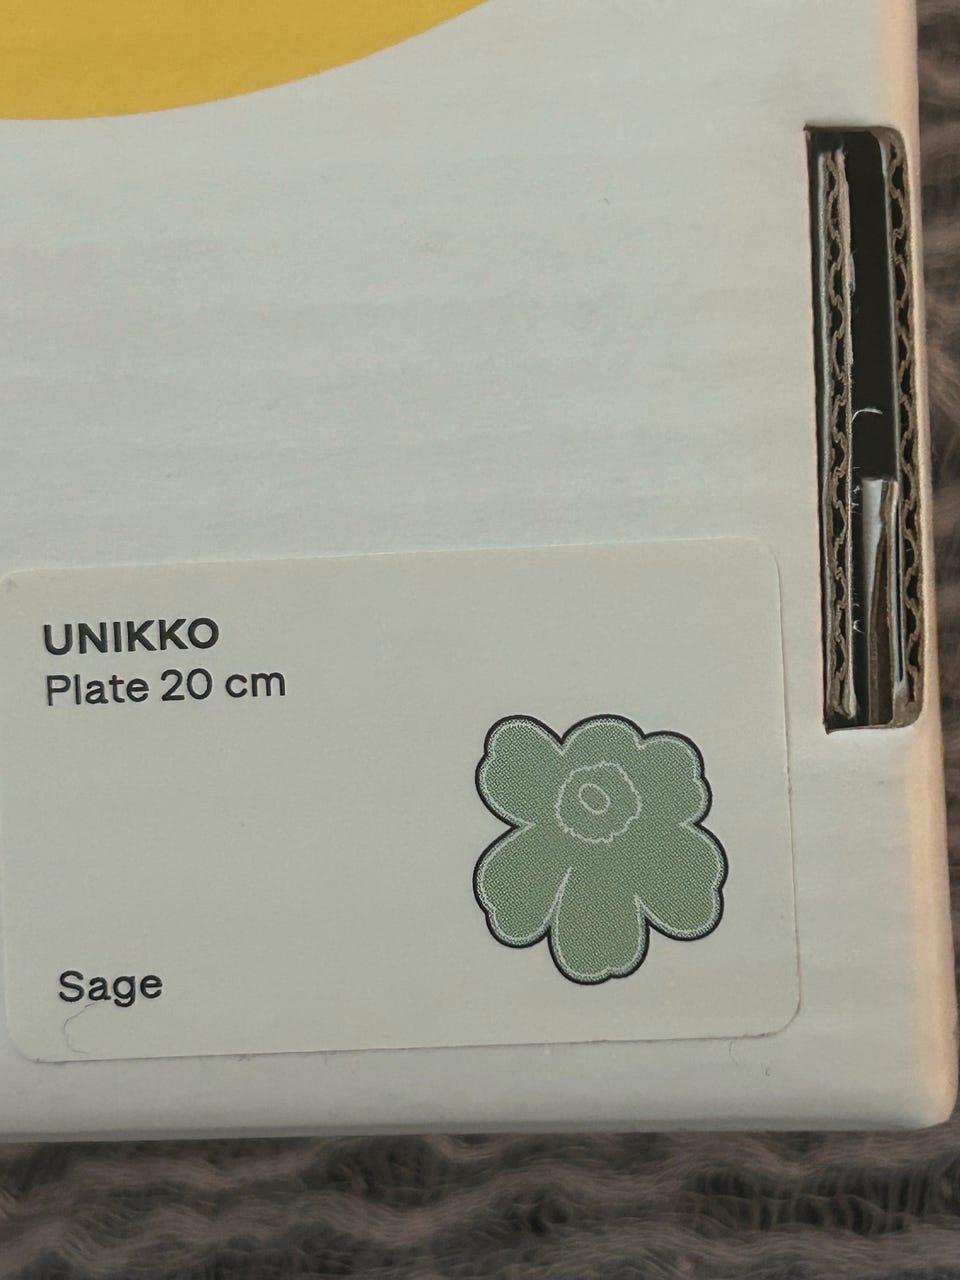 UNIKKO
Plate 20 cm
Sage